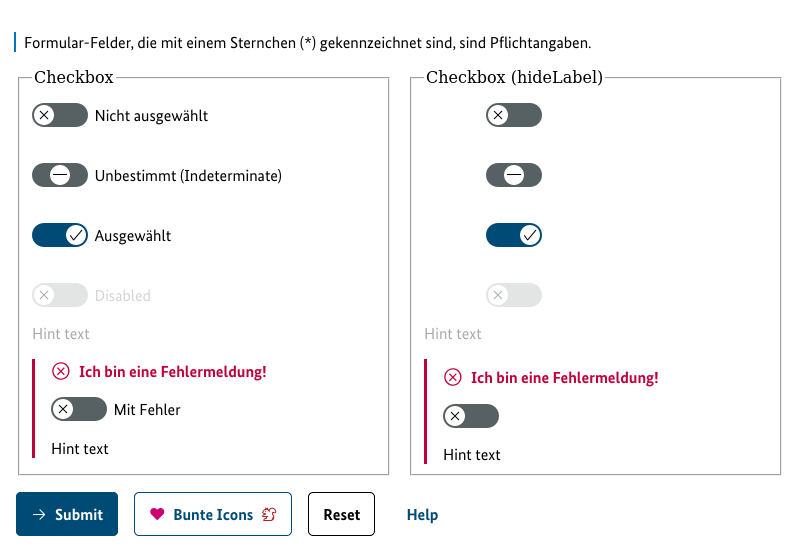 Formular-Felder, die mit einem Sternchen (*) gekennzeichnet sind, sind Pflichtangaben.
Checkbox
Nicht ausgewählt
Unbestimmt (Indeterminate)
Ausgewählt
Disabled
Hint text
Ich bin eine Fehlermeldung!
Mit Fehler
Hint text
Checkbox (hideLabel)
Hint text
Ich bin eine Fehlermeldung!
Hint text
Submit
Bunte Icons
Reset
Help